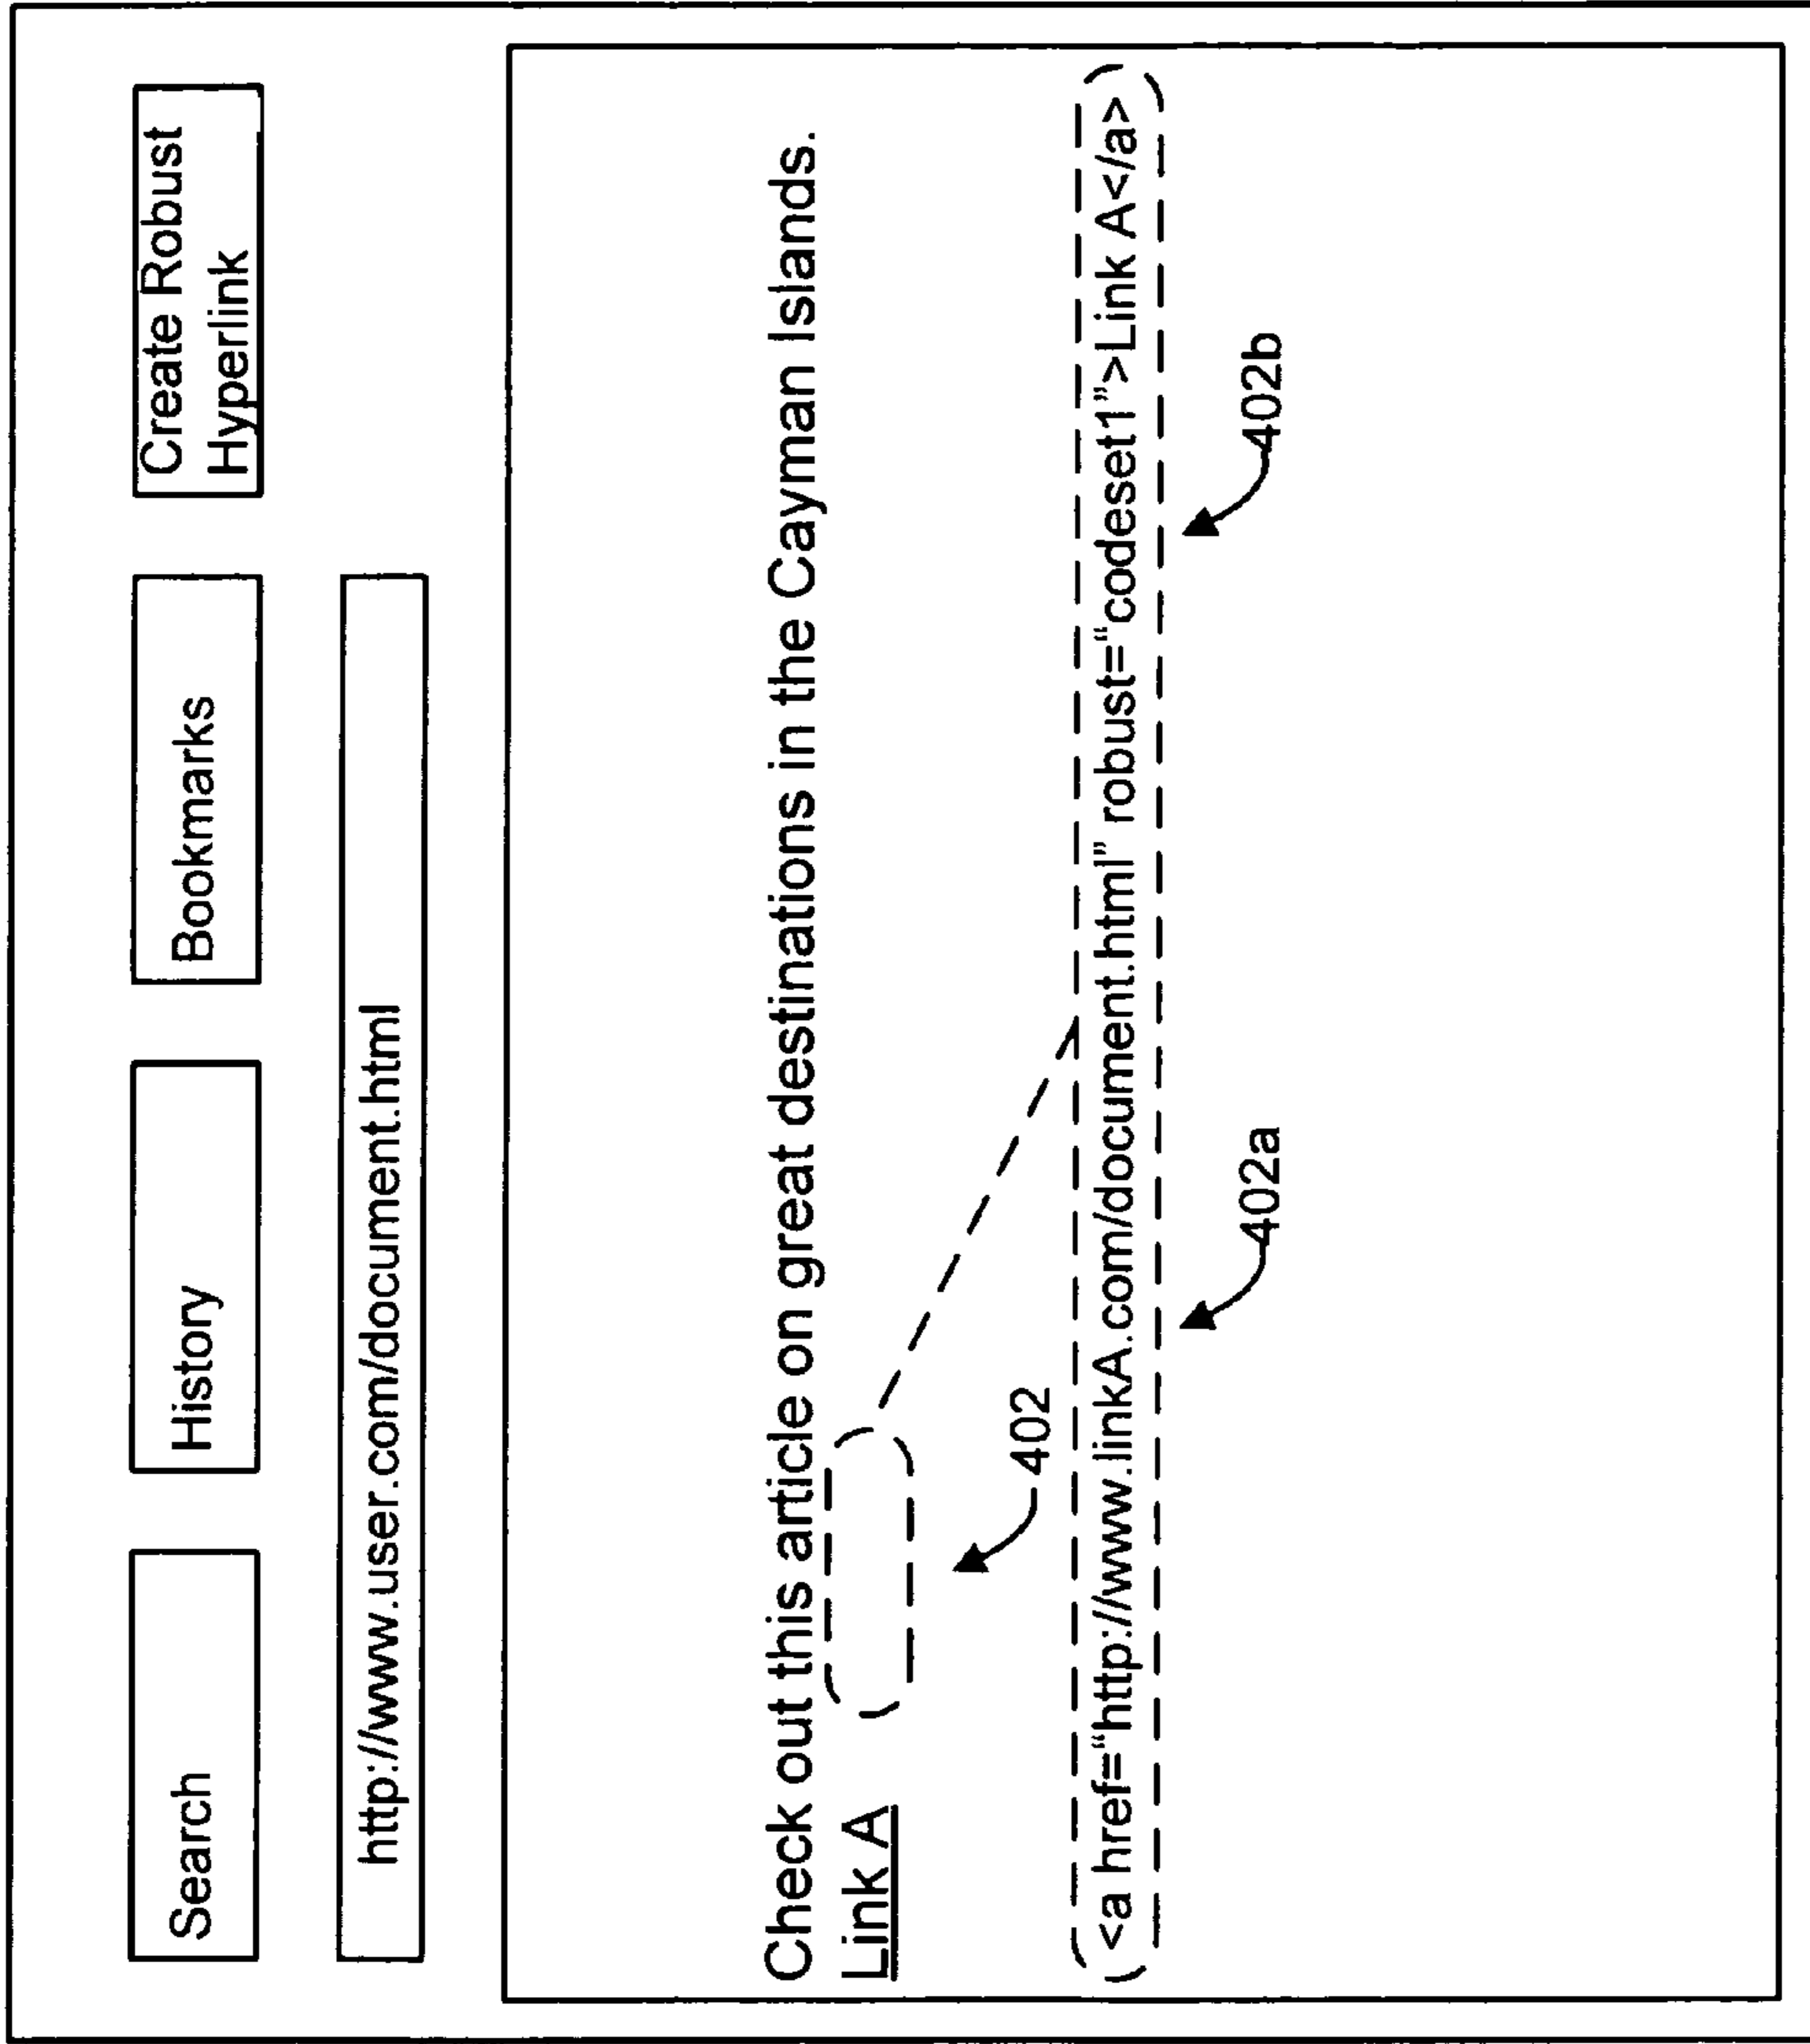 Search
History
Bookmarks
Create Robust
Hyperlink
http://www.user.com/document.html
Check out this article on great destinations in the Cayman Islands.
Link A
402
<a href=“http://www.linkA.com/document.html” robust=“codeset1”>Link A</a>
402a
402b